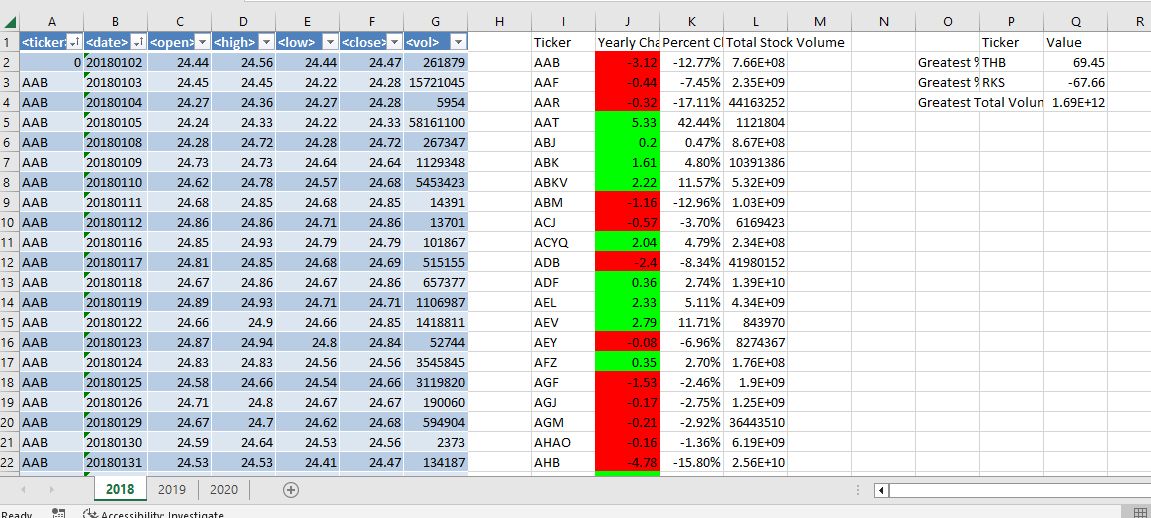 A B C D E F G H I J K L M N O P Q R
1 <ticker> <date> <open> <high> <low> <close> <vol> Ticker Yearly Cha Percent Cl Total Stock Volume Ticker Value
2 0 20180102 24.44 24.56 24.44 24.47 261879 AAB -3.12 -12.77% 7.66E+08 Greatest % THB 69.45
3 AAB 20180103 24.45 24.45 24.22 24.28 15721045 AAF -0.44 -7.45% 2.35E+09 Greatest % RKS -67.66
4 AAB 20180104 24.27 24.36 24.27 24.28 5954 AAR -0.32 -17.11% 44163252 Greatest Total Volun 1.69E+12
5 AAB 20180105 24.24 24.33 24.22 24.33 58161100 AAT 5.33 42.44% 1121804
6 AAB 20180108 24.28 24.72 24.28 24.72 267347 ABJ 0.2 0.47% 8.67E+08
7 AAB 20180109 24.73 24.73 24.64 24.64 1129348 ABK 1.61 4.80% 10391386
8 AAB 20180110 24.62 24.78 24.57 24.68 5453423 ABKV 2.22 11.57% 5.32E+09
9 AAB 20180111 24.68 24.85 24.68 24.85 14391 ABM -1.16 -12.96% 1.03E+09
10 AAB 20180112 24.86 24.86 24.71 24.86 13701 ACJ -0.57 -3.70% 6169423
11 AAB 20180116 24.85 24.93 24.79 24.79 101867 ACYQ 2.04 4.79% 2.34E+08
12 AAB 20180117 24.81 24.85 24.68 24.69 515155 ADB -2.4 -8.34% 41980152
13 AAB 20180118 24.67 24.86 24.67 24.86 657377 ADF 0.36 2.74% 1.39E+10
14 AAB 20180119 24.89 24.93 24.71 24.71 1106987 AEL 2.33 5.11% 4.34E+09
15 AAB 20180122 24.66 24.9 24.66 24.85 1418811 AEV 2.79 11.71% 843970
16 AAB 20180123 24.87 24.94 24.8 24.84 52744 AEY -0.08 -6.96% 8274367
17 AAB 20180124 24.83 24.83 24.56 24.56 3545845 AFZ 0.35 2.70% 1.76E+08
18 AAB 20180125 24.58 24.66 24.54 24.66 3119820 AGF -1.53 -2.46% 1.9E+09
19 AAB 20180126 24.71 24.8 24.67 24.67 190060 AGJ -0.17 -2.75% 1.25E+09
20 AAB 20180129 24.67 24.7 24.62 24.68 594904 AGM -0.21 -2.92% 36443510
21 AAB 20180130 24.59 24.64 24.53 24.56 2373 AHAO -0.16 -1.36% 6.19E+09
22 AAB 20180131 24.53 24.53 24.41 24.47 134187 AHB -4.78 -15.80% 2.56E+10
2018 2019 2020
Ready Accessibility: Investigate